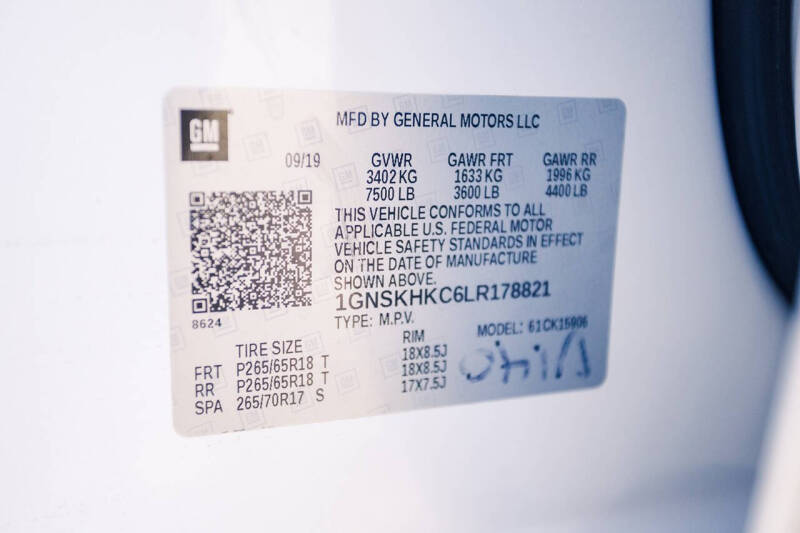 GM
MFD BY GENERAL MOTORS LLC
09/19 GVWR GAWR FRT GAWR RR
3402 KG 1633 KG 1996 KG
7500 LB 3600 LB 4400 LB
THIS VEHICLE CONFORMS TO ALL
APPLICABLE U.S. FEDERAL MOTOR
VEHICLE SAFETY STANDARDS IN EFFECT
ON THE DATE OF MANUFACTURE
SHOWN ABOVE.
1GNSKHKC6LR178821
8624
TYPE: M.P.V. MODEL: 61CK15906
TIRE SIZE RIM
FRT P265/65R18 T 18X8.5J
RR P265/65R18 T 18X8.5J
SPA 265/70R17 S 17X7.5J